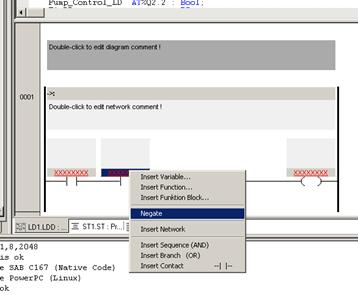 Pump_Control_LD AT%Q2.2 : Bool;
Double-click to edit diagram comment !
0001
->:
Double-click to edit network comment !
XXXXXXXX
XXXXXXXX
Insert Variable...
Insert Function...
Insert Funktion Block...
Negate
Insert Network
Insert Sequence (AND)
Insert Branch (OR)
Insert Contact --| |--
LD1.LDD : ...
ST1.ST : Pr...
1,8,2048
is ok
e SAB C167 (Native Code)
e PowerPC (Linux)
ok